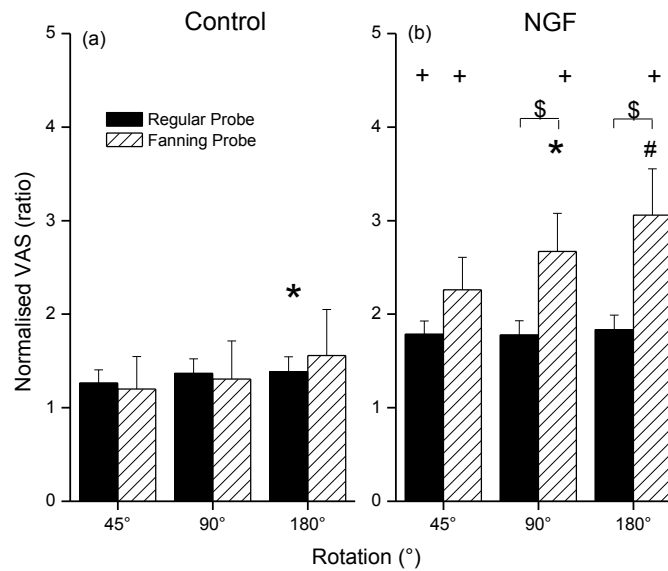 Control
NGF
(a)
(b)
5
4
3
2
1
0
5
4
3
2
1
0
Normalised VAS (ratio)
Regular Probe
Fanning Probe
*
+ + + +
$ $
* #
45° 90° 180°
45° 90° 180°
Rotation (°)